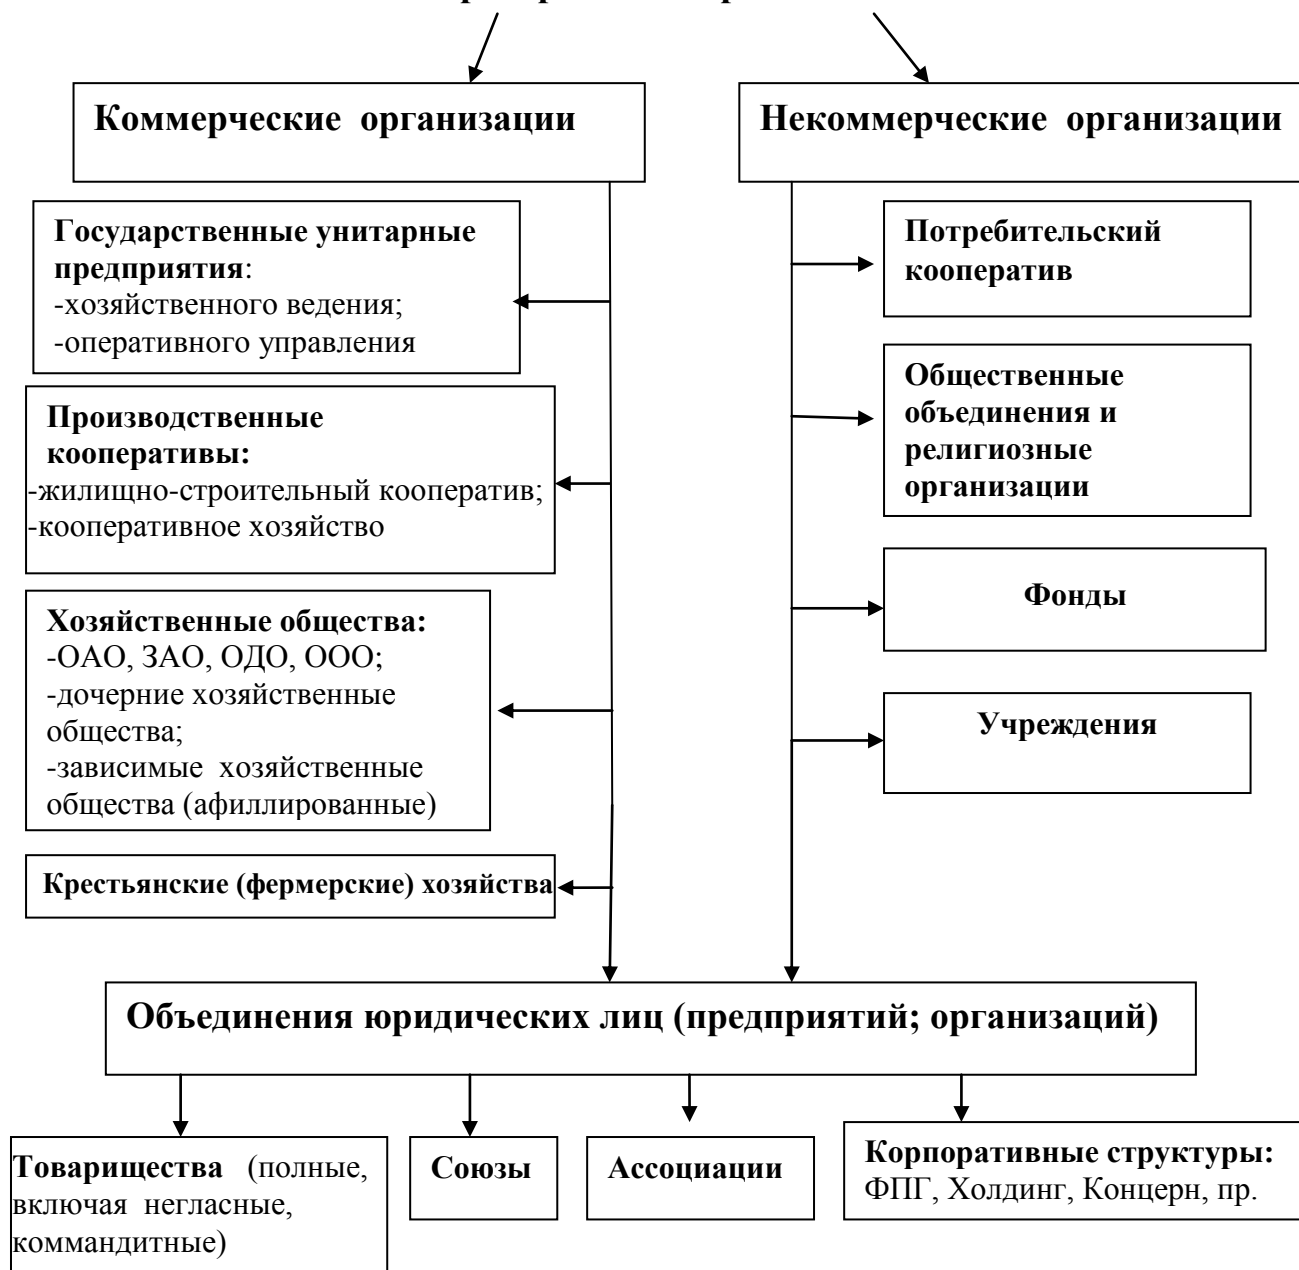 Коммерческие организации
Некоммерческие организации
Государственные унитарные
предприятия:
-хозяйственного ведения;
-оперативного управления
Производственные
кооперативы:
-жилищно-строительный кооператив;
-кооперативное хозяйство
Хозяйственные общества:
-ОАО, ЗАО, ОДО, ООО;
-дочерние хозяйственные
общества;
-зависимые хозяйственные
общества (афиллированные)
Крестьянские (фермерские) хозяйства
Потребительский
кооператив
Общественные
объединения и
религиозные
организации
Фонды
Учреждения
Объединения юридических лиц (предприятий; организаций)
Товарищества (полные,
включая негласные,
коммандитные)
Союзы
Ассоциации
Корпоративные структуры:
ФПГ, Холдинг, Концерн, пр.